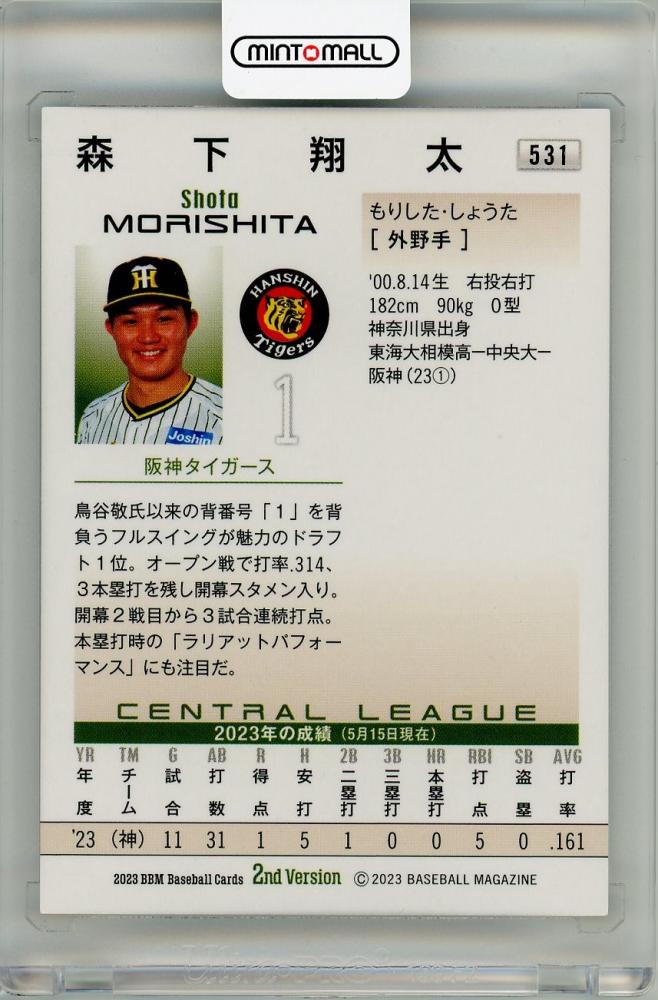 MINTOMALL
森下翔太
531
Shota
MORISHITA
もりした・しょうた
[ 外野手 ]
'00.8.14生 右投右打
182cm 90kg O型
神奈川県出身
東海大相模高ー中央大ー
阪神(23①)
HANSHIN
Tigers
1
Joshin
阪神タイガース
鳥谷敬氏以来の背番号「1」を背
負うフルスイングが魅力のドラフ
ト1位。オープン戦で打率.314、
3本塁打を残し開幕スタメン入り。
開幕2戦目から3試合連続打点。
本塁打時の「ラリアットパフォー
マンス」にも注目だ。
CENTRAL LEAGUE
2023年の成績(5月15日現在)
YR TM G AB R H 2B 3B HR RBI SB AVG
年度 チーム 試合 打数 得点 安打 二塁打 三塁打 本塁打 打点 盗塁 打率
'23 (神) 11 31 1 5 1 0 0 5 0 .161
2023 BBM Baseball Cards 2nd Version ©2023 BASEBALL MAGAZINE